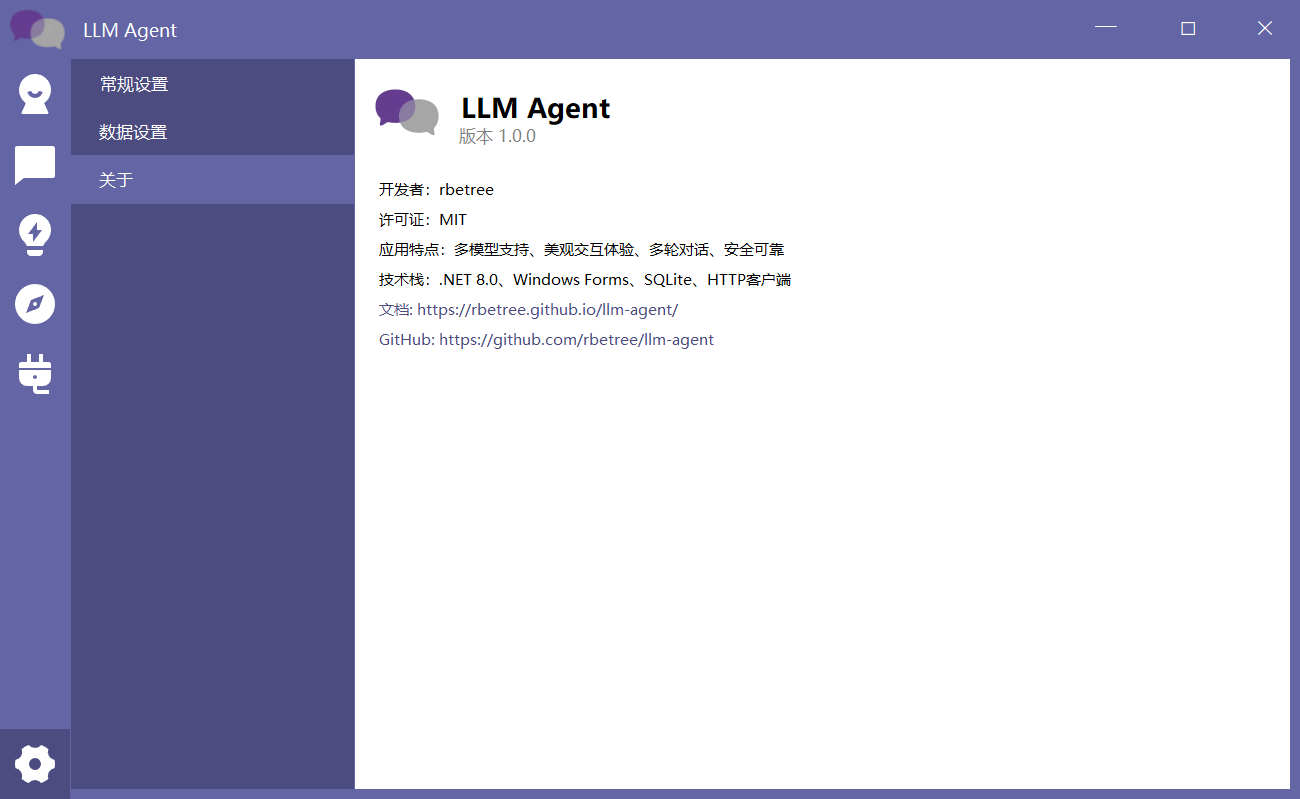 LLM Agent
常规设置
数据设置
关于
LLM Agent
版本 1.0.0
开发者：rbetree
许可证：MIT
应用特点：多模型支持、美观交互体验、多轮对话、安全可靠
技术栈：.NET 8.0、Windows Forms、SQLite、HTTP客户端
文档: https://rbetree.github.io/llm-agent/
GitHub: https://github.com/rbetree/llm-agent